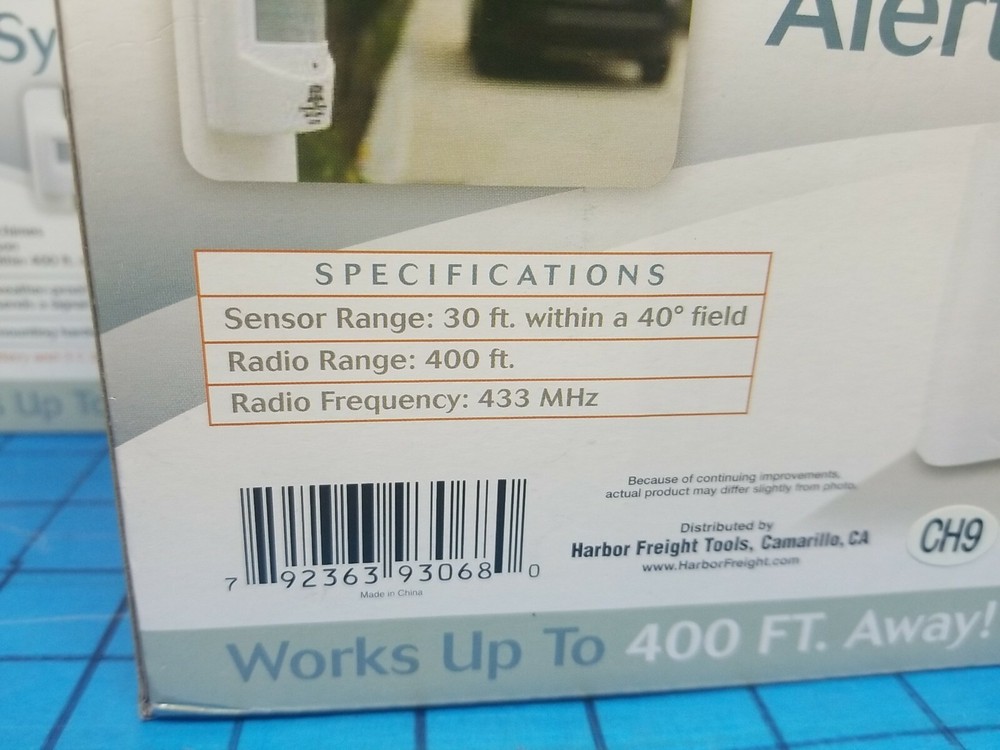 Sy
Alert
SPECIFICATIONS
Sensor Range: 30 ft. within a 40° field
Radio Range: 400 ft.
Radio Frequency: 433 MHz
Because of continuing improvements,
actual product may differ slightly from photo.
Distributed by
Harbor Freight Tools, Camarillo, CA
www.HarborFreight.com
CH9
7 92363 93068 0
Made in China
Up To
Works Up To 400 FT. Away!